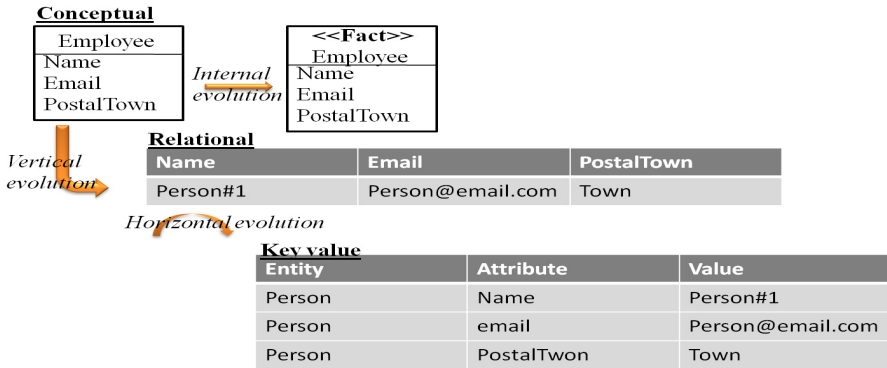 Conceptual
Employee
Name
Email
PostalTown
Internal
evolution
<<Fact>>
Employee
Name
Email
PostalTown
Vertical
evolution
Relational
Name Email PostalTown
Person#1 Person@email.com Town
Horizontal evolution
Key value
Entity Attribute Value
Person Name Person#1
Person email Person@email.com
Person PostalTwon Town